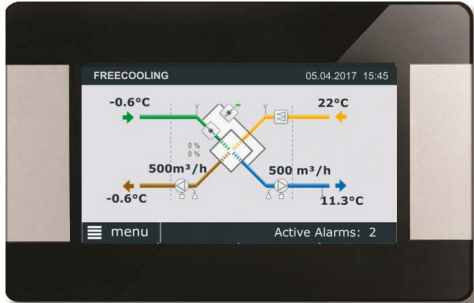 FREECOOLING 05.04.2017 15:45
-0.6°C 22°C
0 %
0 %
500m³/h 500 m³/h
-0.6°C 11.3°C
menu Active Alarms: 2